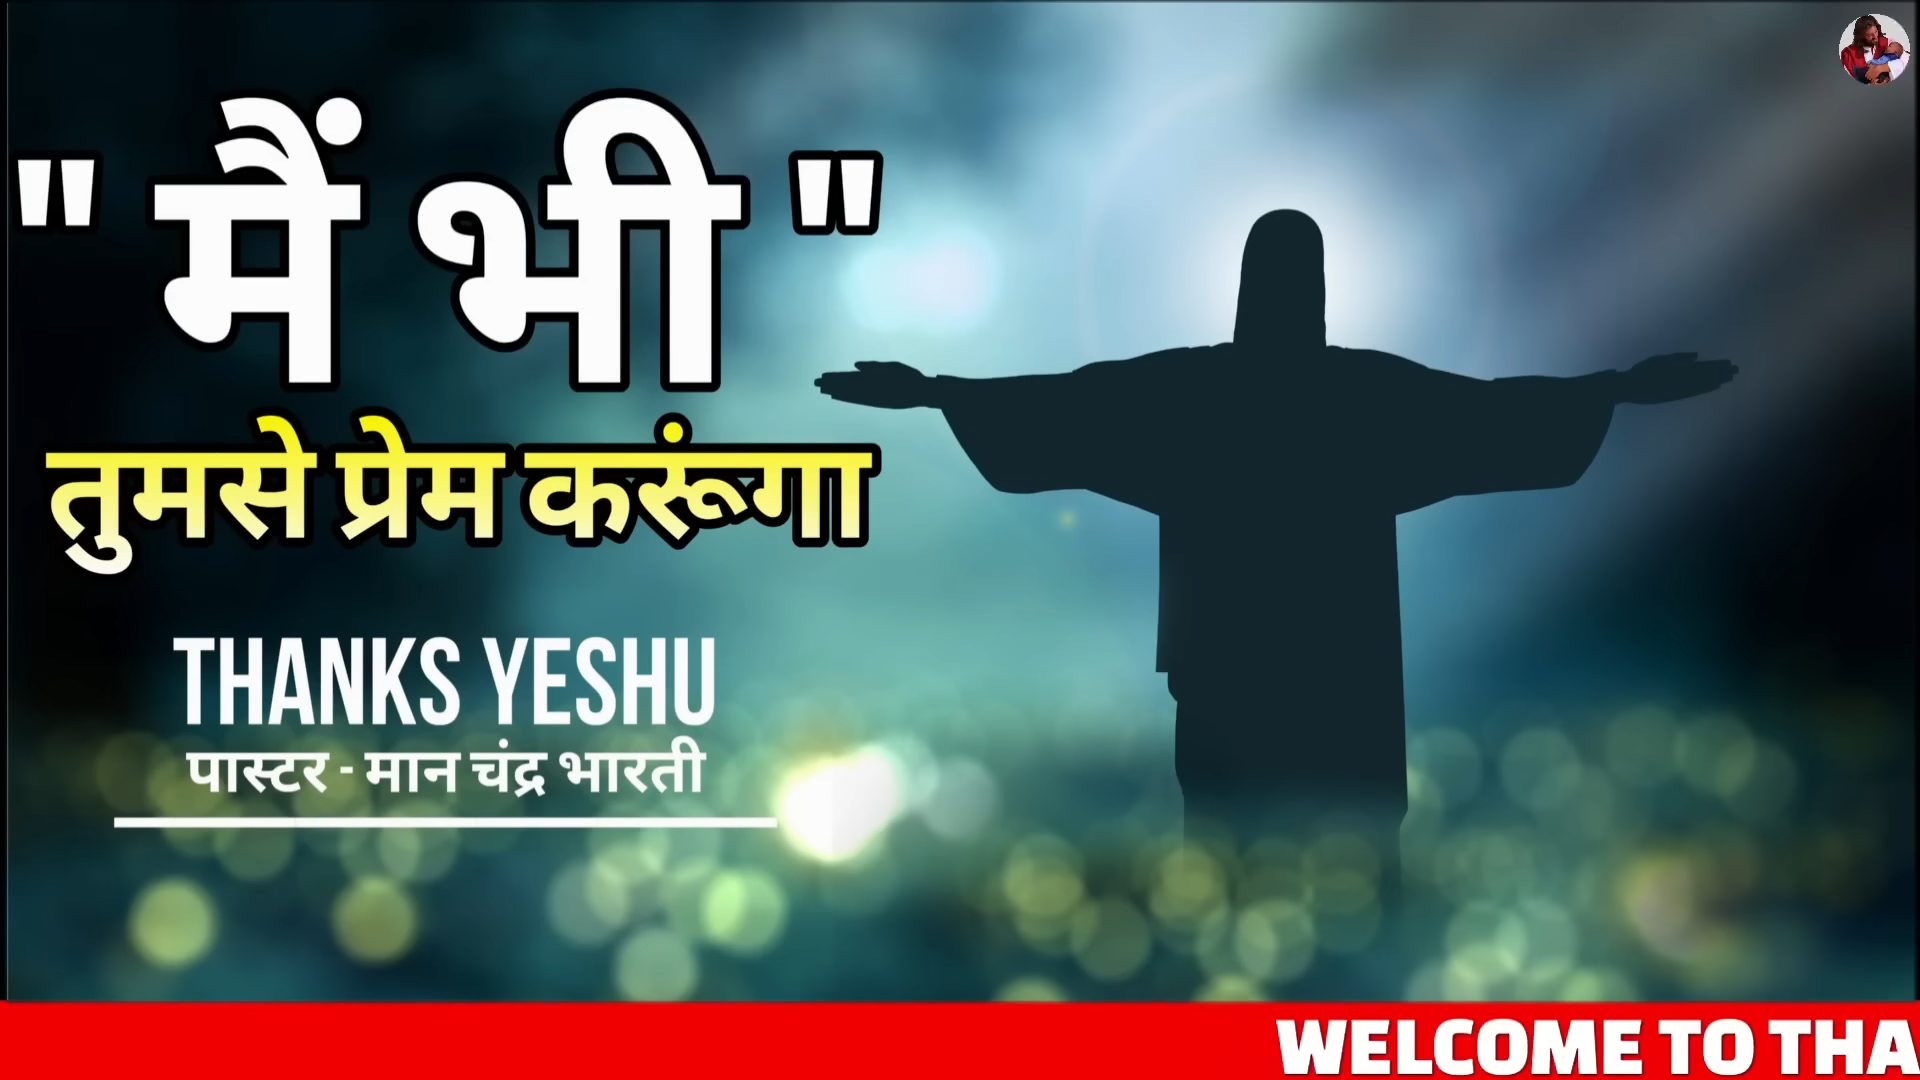 " मैं भी "
तुमसे प्रेम करूंगा
THANKS YESHU
पास्टर - मान चंद्र भारती
WELCOME TO THA